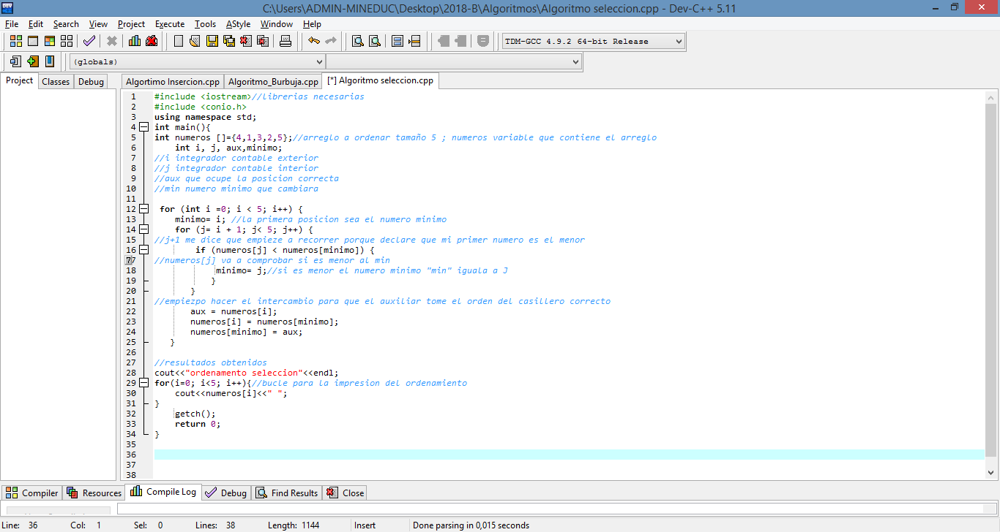 C:\Users\ADMIN-MINEDUC\Desktop\2018-B\Algoritmos\Algoritmo seleccion.cpp - Dev-C++ 5.11
File Edit Search View Project Execute Tools AStyle Window Help
TDM-GCC 4.9.2 64-bit Release
(globals)
Project Classes Debug
Algortimo Insercion.cpp Algoritmo_Burbuja.cpp [*] Algoritmo seleccion.cpp
1 #include <iostream>//librerias necesarias
2 #include <conio.h>
3 using namespace std;
4 int main(){
5 int numeros []={4,1,3,2,5};//arreglo a ordenar tamaño 5 ; numeros variable que contiene el arreglo
6 int i, j, aux,minimo;
7 //i integrador contable exterior
8 //j integrador contable interior
9 //aux que ocupe la posicion correcta
10 //min numero minimo que cambiara
11
12 for (int i =0; i < 5; i++) {
13 minimo= i; //la primera posicion sea el numero minimo
14 for (j= i + 1; j< 5; j++) {
15 //j+1 me dice que empieze a recorrer porque declare que mi primer numero es el menor
16 if (numeros[j] < numeros[minimo]) {
17 //numeros[j] va a comprobar si es menor al min
18 minimo= j;//si es menor el numero minimo "min" iguala a J
19 }
20 }
21 //empiezpo hacer el intercambio para que el auxiliar tome el orden del casillero correcto
22 aux = numeros[i];
23 numeros[i] = numeros[minimo];
24 numeros[minimo] = aux;
25 }
26
27 //resultados obtenidos
28 cout<<"ordenamento seleccion"<<endl;
29 for(i=0; i<5; i++){//bucle para la impresion del ordenamiento
30 cout<<numeros[i]<<" ";
31 }
32 getch();
33 return 0;
34 }
35
36
37
38
Compiler Resources Compile Log Debug Find Results Close
Line: 36 Col: 1 Sel: 0 Lines: 38 Length: 1144 Insert Done parsing in 0,015 seconds